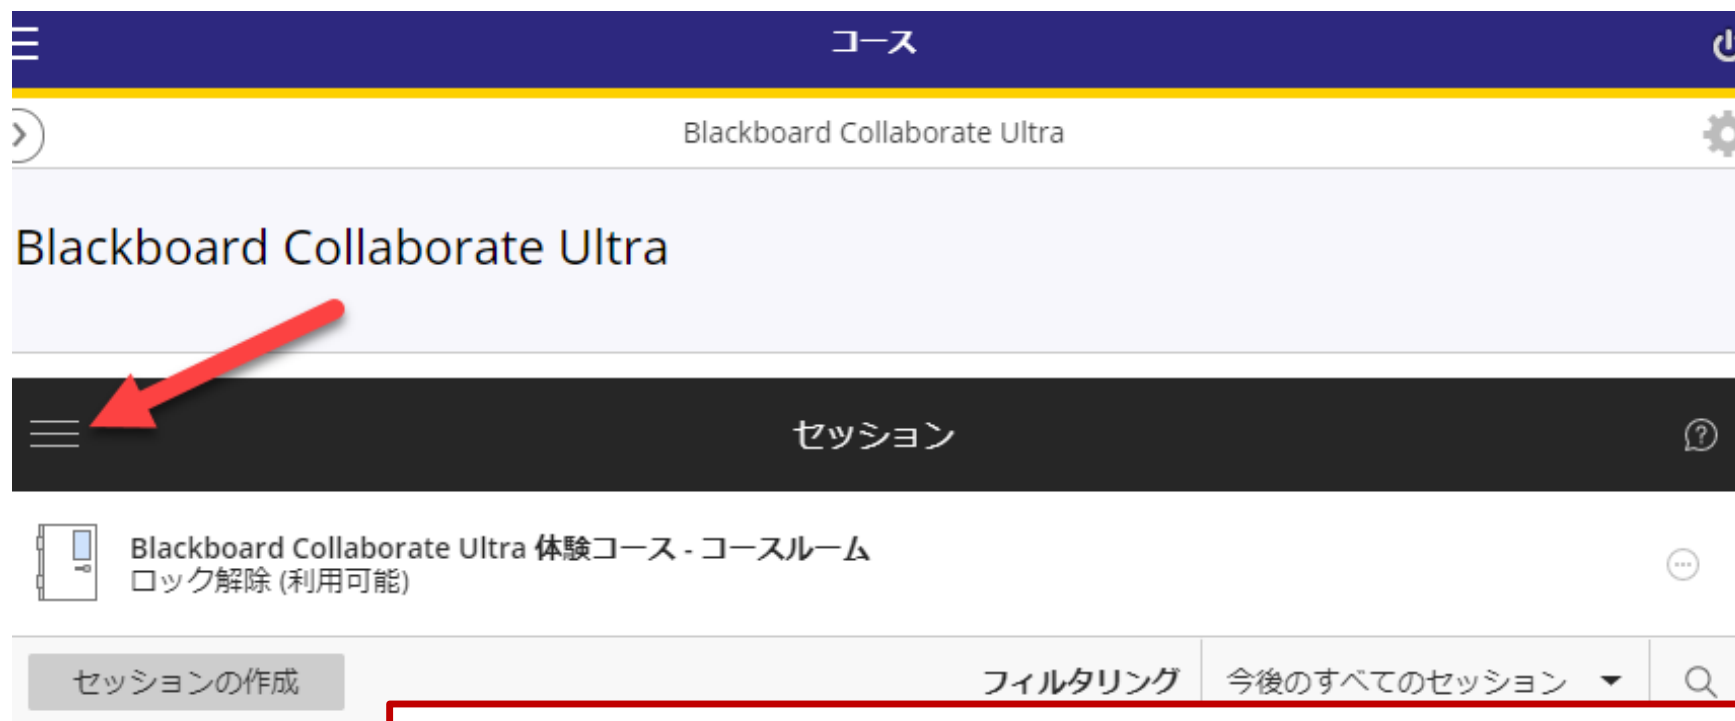 コース
Blackboard Collaborate Ultra
Blackboard Collaborate Ultra
セッション
Blackboard Collaborate Ultra 体験コース - コースルーム
ロック解除 (利用可能)
セッションの作成 フィルタリング 今後のすべてのセッション